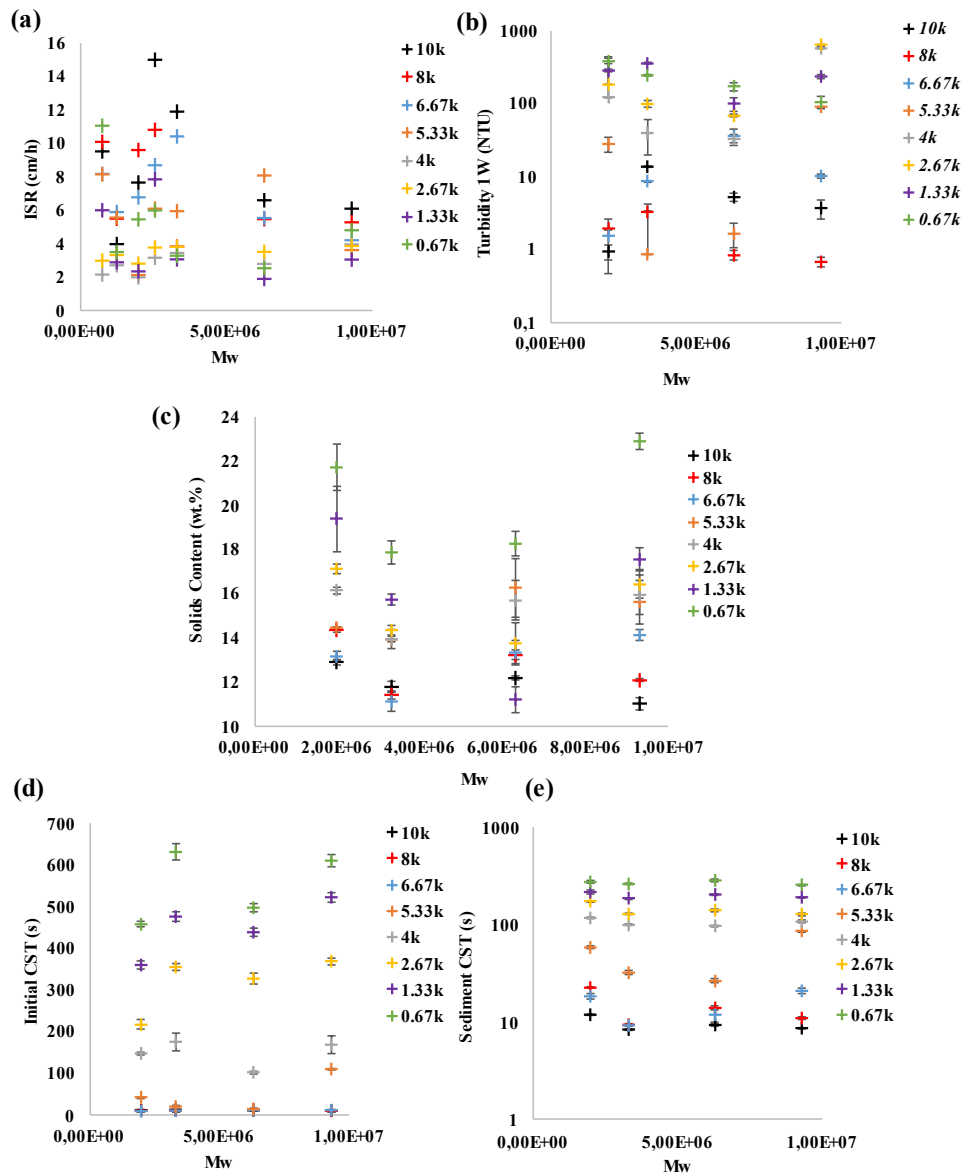 (a)
16
14
12
10
8
6
4
2
0
0,00E+00 5,00E+06 1,00E+07
ISR (cm/h)
Mw
10k
8k
6.67k
5.33k
4k
2.67k
1.33k
0.67k
(b)
1000
100
10
1
0,1
0,00E+00 5,00E+06 1,00E+07
Turbidity 1W (NTU)
Mw
10k
8k
6.67k
5.33k
4k
2.67k
1.33k
0.67k
(c)
24
22
20
18
16
14
12
10
0,00E+00 2,00E+06 4,00E+06 6,00E+06 8,00E+06 1,00E+07
Solids Content (wt.%)
Mw
10k
8k
6.67k
5.33k
4k
2.67k
1.33k
0.67k
(d)
700
600
500
400
300
200
100
0
0,00E+00 5,00E+06 1,00E+07
Initial CST (s)
Mw
10k
8k
6.67k
5.33k
4k
2.67k
1.33k
0.67k
(e)
1000
100
10
1
0,00E+00 5,00E+06 1,00E+07
Sediment CST (s)
Mw
10k
8k
6.67k
5.33k
4k
2.67k
1.33k
0.67k